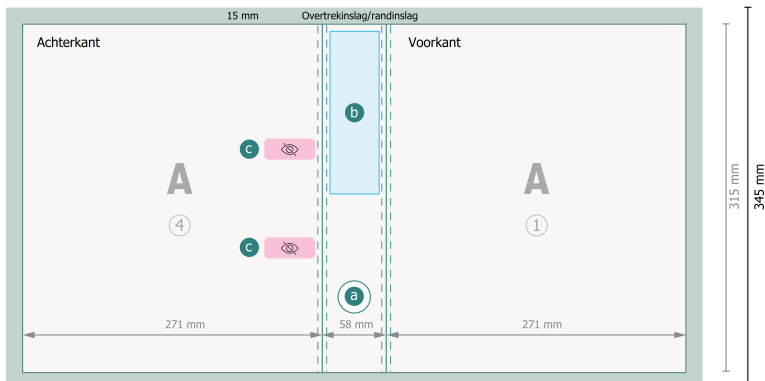 15 mm
Overtrekinslag/randinslag
Achterkant
Voorkant
b
c
A
A
4
1
c
a
271 mm
58 mm
271 mm
315 mm
345 mm